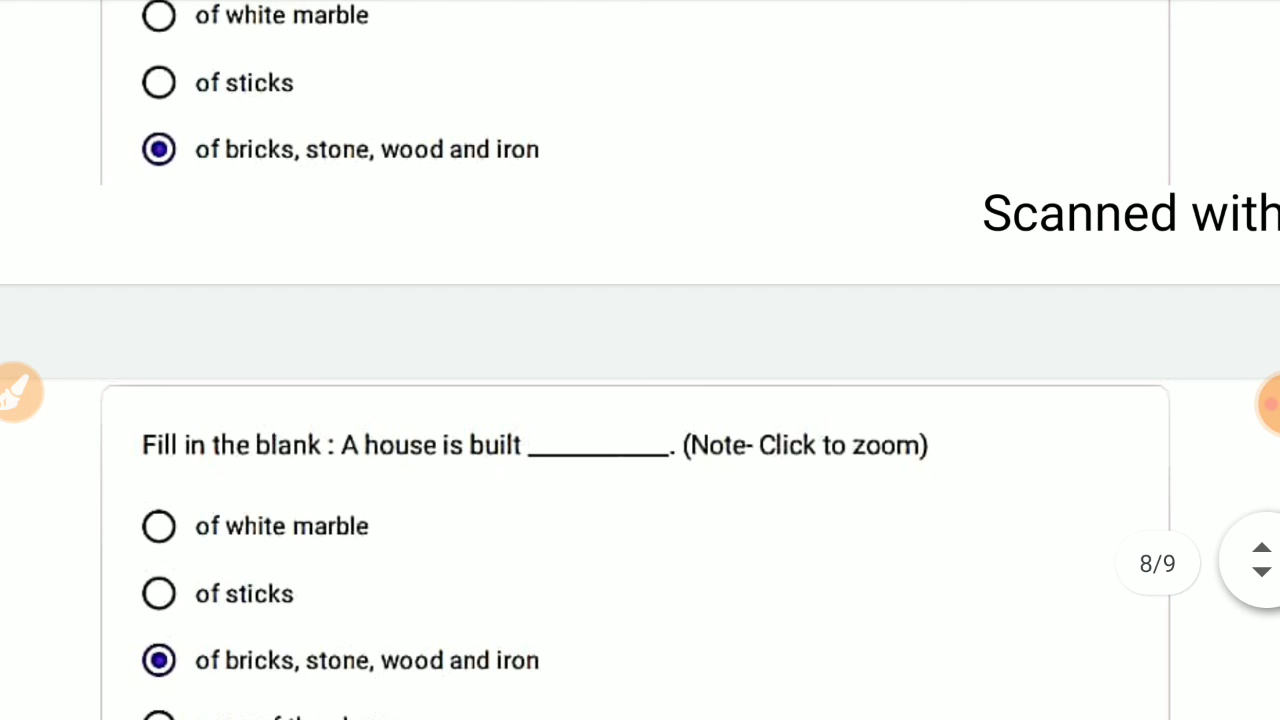 of white marble
of sticks
of bricks, stone, wood and iron
Scanned with
Fill in the blank : A house is built __________. (Note- Click to zoom)
of white marble
8/9
of sticks
of bricks, stone, wood and iron